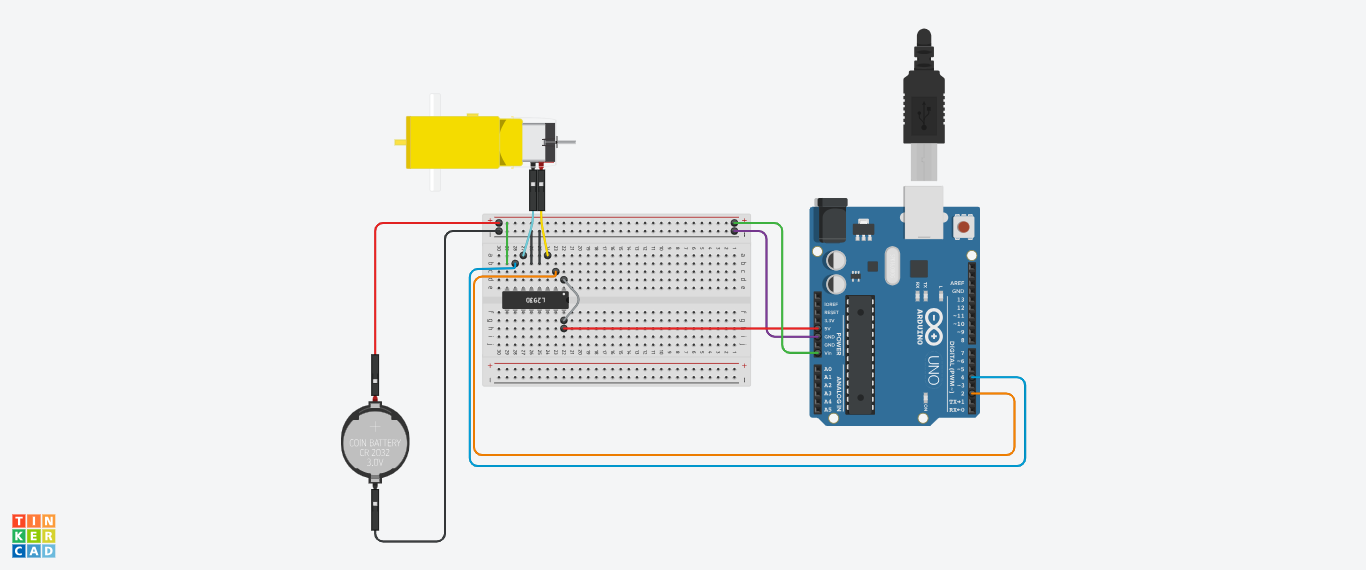 L293D
COIN BATTERY
CR 2032
3.0V
IOREF
RESET
3.3V
5V
GND
GND
Vin
POWER
A0
A1
A2
A3
A4
A5
ANALOG IN
AREF
GND
13
12
~11
~10
~9
8
7
~6
~5
4
~3
2
TX→1
RX←0
DIGITAL (PWM~)
RX
TX
L
ARDUINO
UNO
ON
TIN
KER
CAD